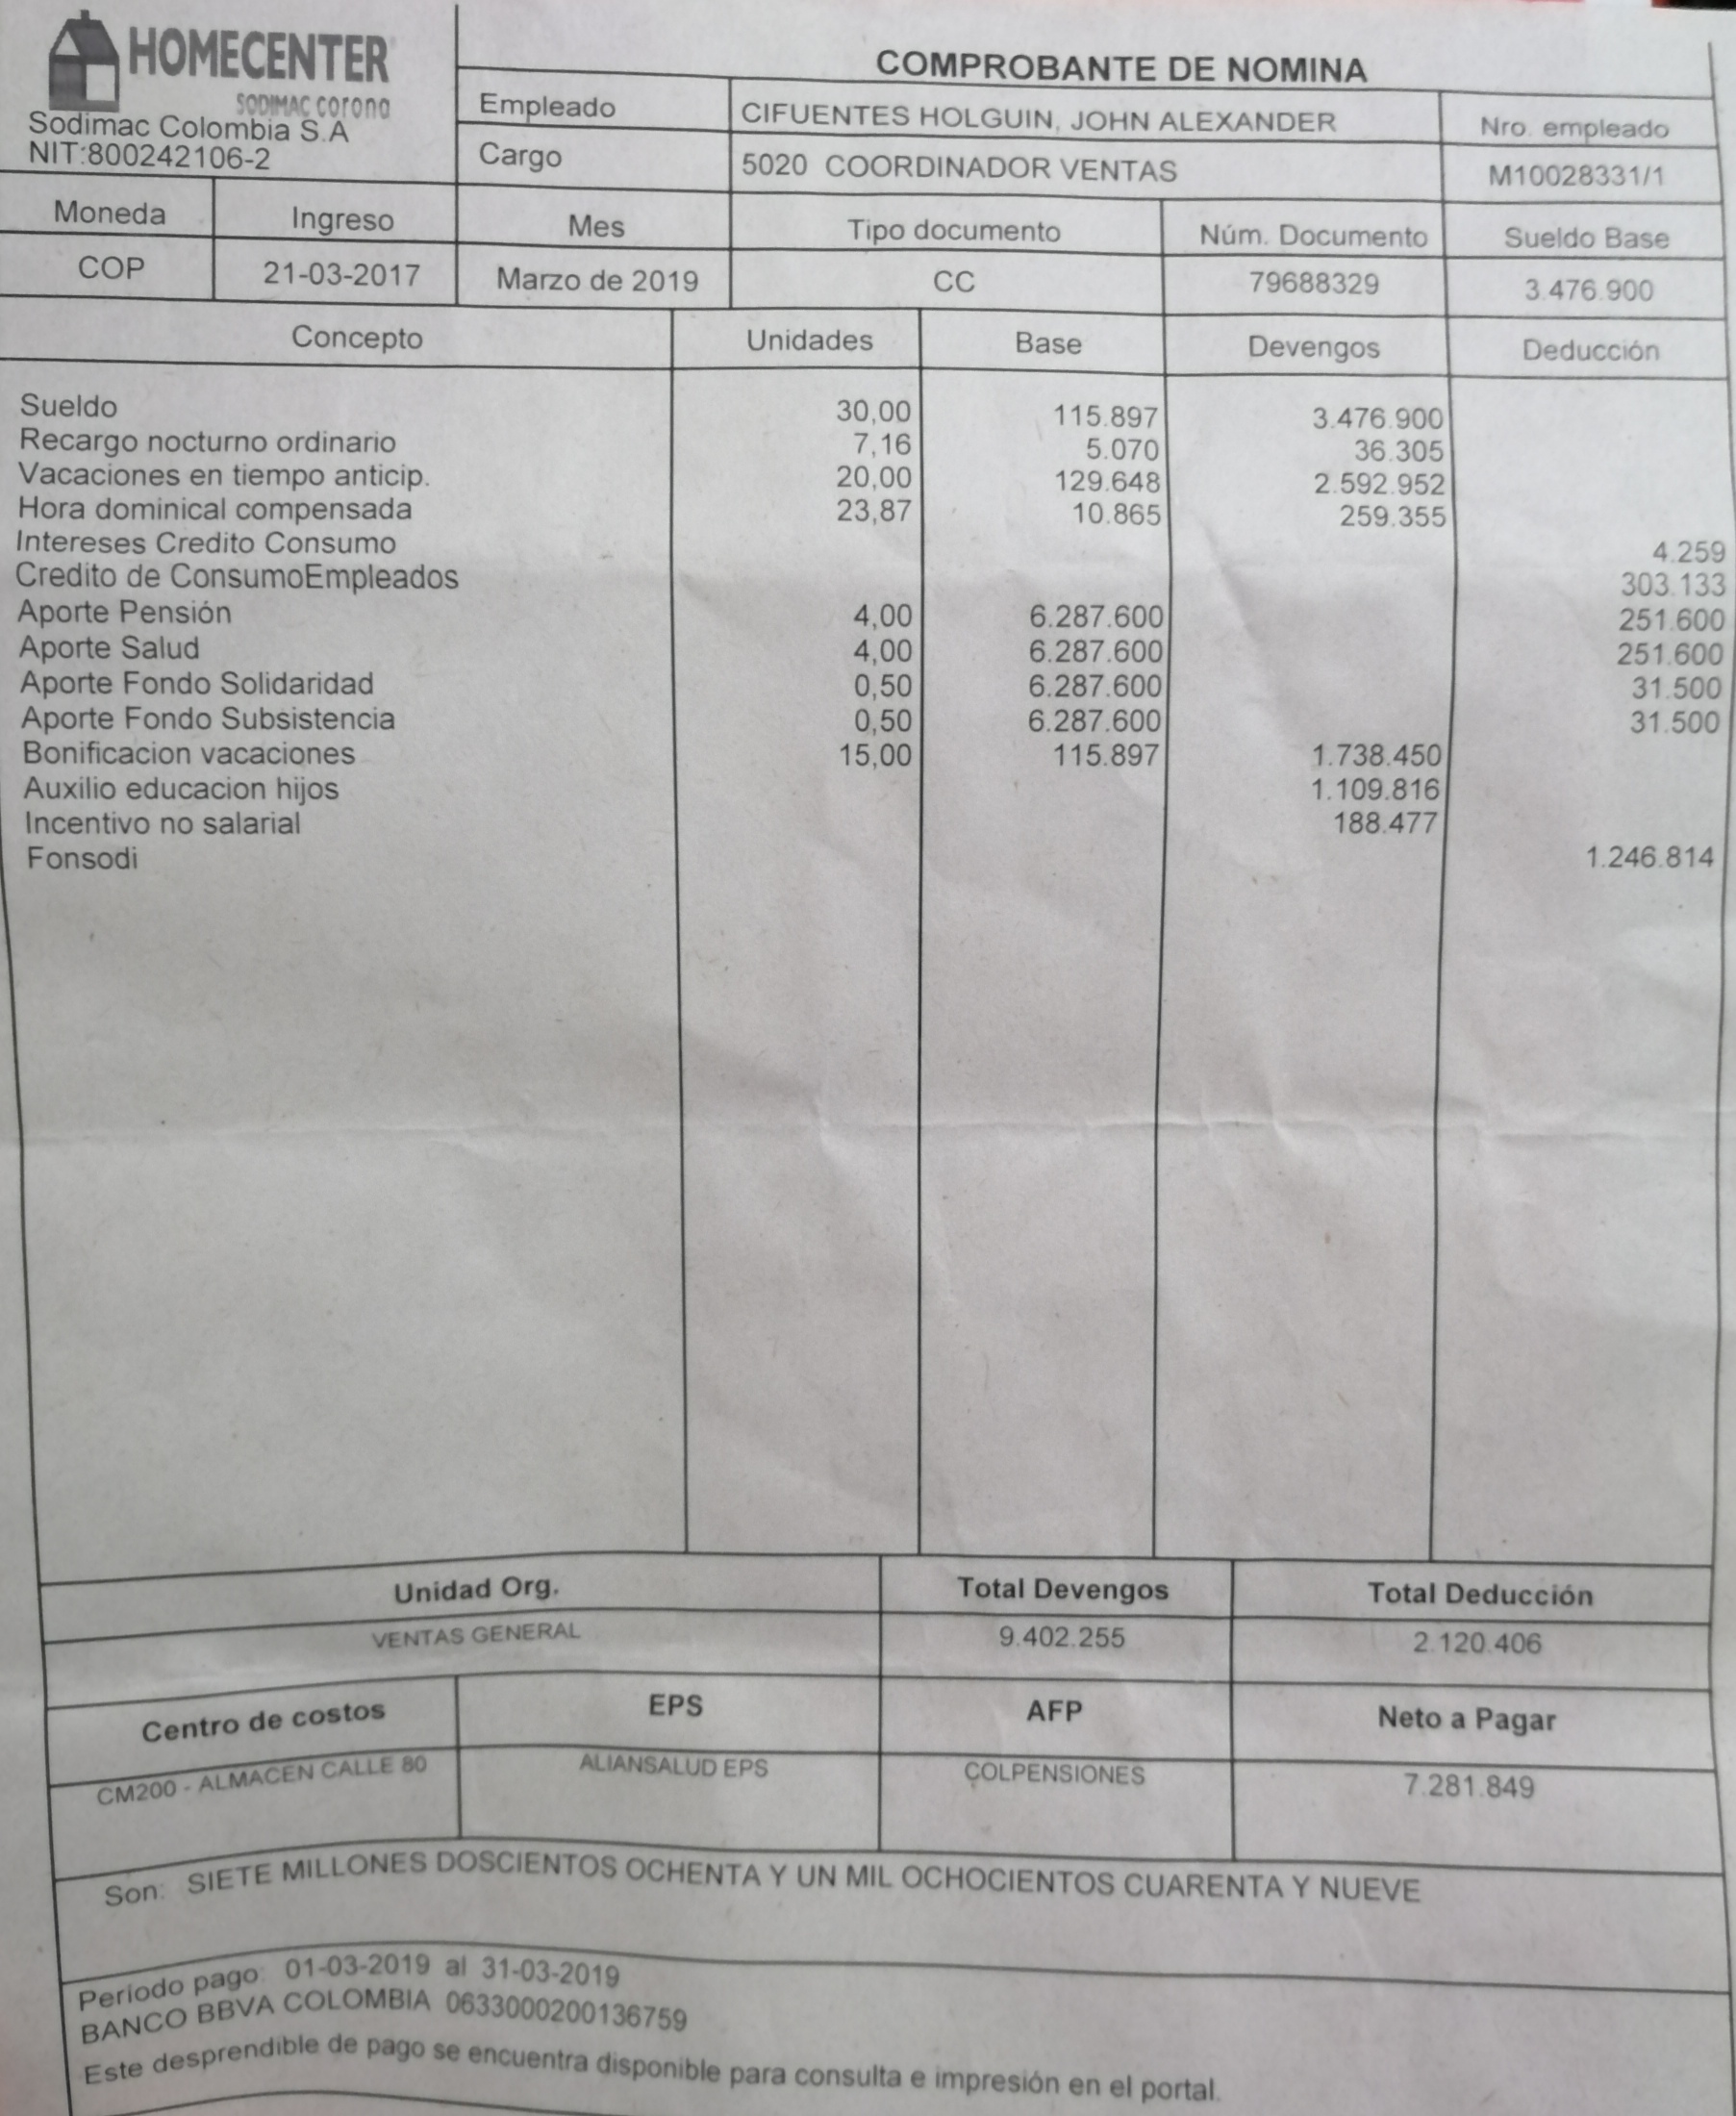 HOMECENTER
SODIMAC corona
Sodimac Colombia S.A
NIT:800242106-2
COMPROBANTE DE NOMINA
Empleado CIFUENTES HOLGUIN, JOHN ALEXANDER Nro. empleado
Cargo 5020 COORDINADOR VENTAS M10028331/1
Moneda Ingreso Mes Tipo documento Núm. Documento Sueldo Base
COP 21-03-2017 Marzo de 2019 CC 79688329 3.476.900
Concepto Unidades Base Devengos Deducción
Sueldo 30,00 115.897 3.476.900
Recargo nocturno ordinario 7,16 5.070 36.305
Vacaciones en tiempo anticip. 20,00 129.648 2.592.952
Hora dominical compensada 23,87 10.865 259.355
Intereses Credito Consumo 4.259
Credito de ConsumoEmpleados 303.133
Aporte Pensión 4,00 6.287.600 251.600
Aporte Salud 4,00 6.287.600 251.600
Aporte Fondo Solidaridad 0,50 6.287.600 31.500
Aporte Fondo Subsistencia 0,50 6.287.600 31.500
Bonificacion vacaciones 15,00 115.897 1.738.450
Auxilio educacion hijos 1.109.816
Incentivo no salarial 188.477
Fonsodi 1.246.814
Unidad Org. Total Devengos Total Deducción
VENTAS GENERAL 9.402.255 2.120.406
Centro de costos EPS AFP Neto a Pagar
CM200 - ALMACEN CALLE 80 ALIANSALUD EPS COLPENSIONES 7.281.849
Son: SIETE MILLONES DOSCIENTOS OCHENTA Y UN MIL OCHOCIENTOS CUARENTA Y NUEVE
Período pago: 01-03-2019 al 31-03-2019
BANCO BBVA COLOMBIA 0633000200136759
Este desprendible de pago se encuentra disponible para consulta e impresión en el portal.